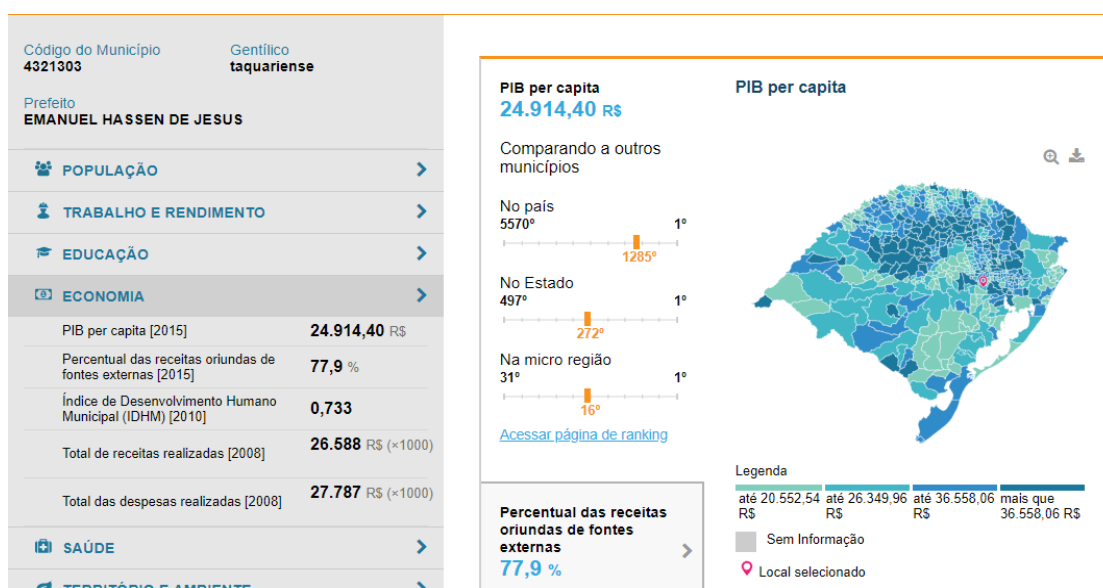 Código do Município Gentílico
4321303 taquariense
Prefeito
EMANUEL HASSEN DE JESUS
POPULAÇÃO
TRABALHO E RENDIMENTO
EDUCAÇÃO
ECONOMIA
PIB per capita [2015] 24.914,40 R$
Percentual das receitas oriundas de
fontes externas [2015] 77,9 %
Índice de Desenvolvimento Humano
Municipal (IDHM) [2010] 0,733
Total de receitas realizadas [2008] 26.588 R$ (×1000)
Total das despesas realizadas [2008] 27.787 R$ (×1000)
SAÚDE
TERRITÓRIO E AMBIENTE
PIB per capita
24.914,40 R$
Comparando a outros
municípios
No país
5570º 1º
1285º
No Estado
497º 1º
272º
Na micro região
31º 1º
16º
Acessar página de ranking
Percentual das receitas
oriundas de fontes
externas
77,9 %
PIB per capita
Legenda
até 20.552,54 até 26.349,96 até 36.558,06 mais que
R$ R$ R$ 36.558,06 R$
Sem Informação
Local selecionado